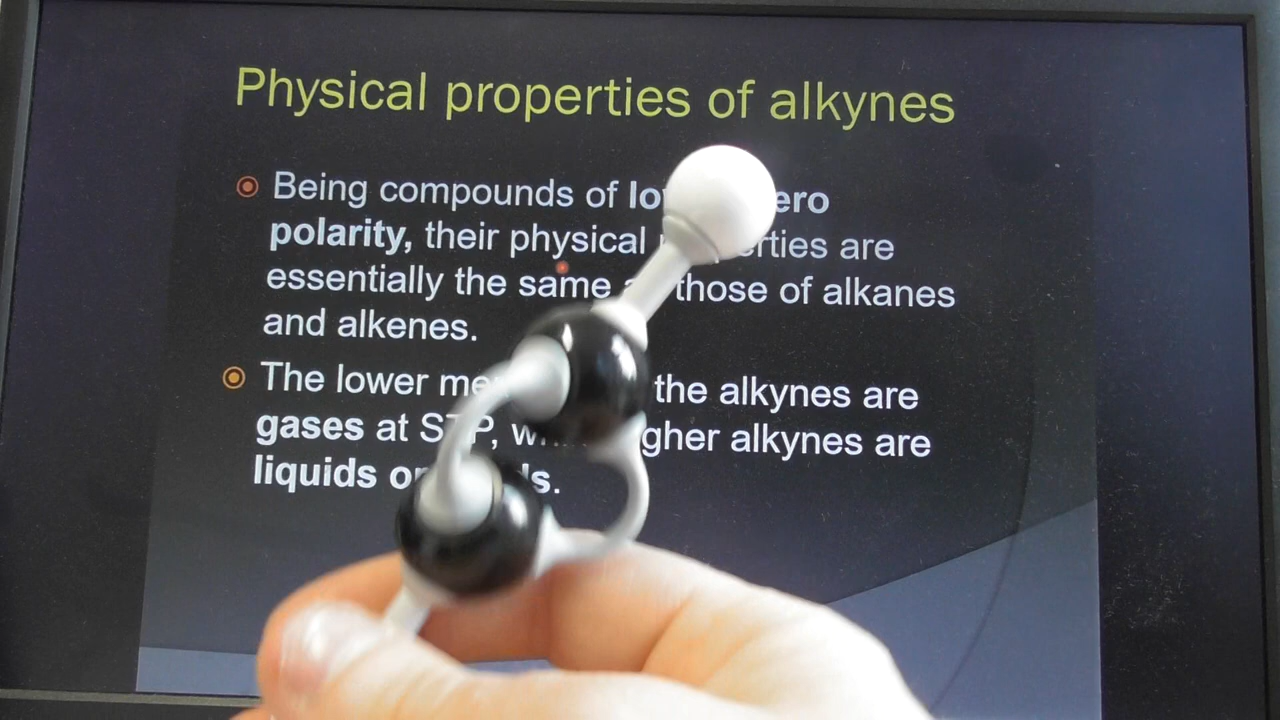 Physical properties of alkynes
Being compounds of
polarity, their physical are
essentially the same those of alkanes
and alkenes.
The lower the alkynes are
gases at alkynes are
liquids